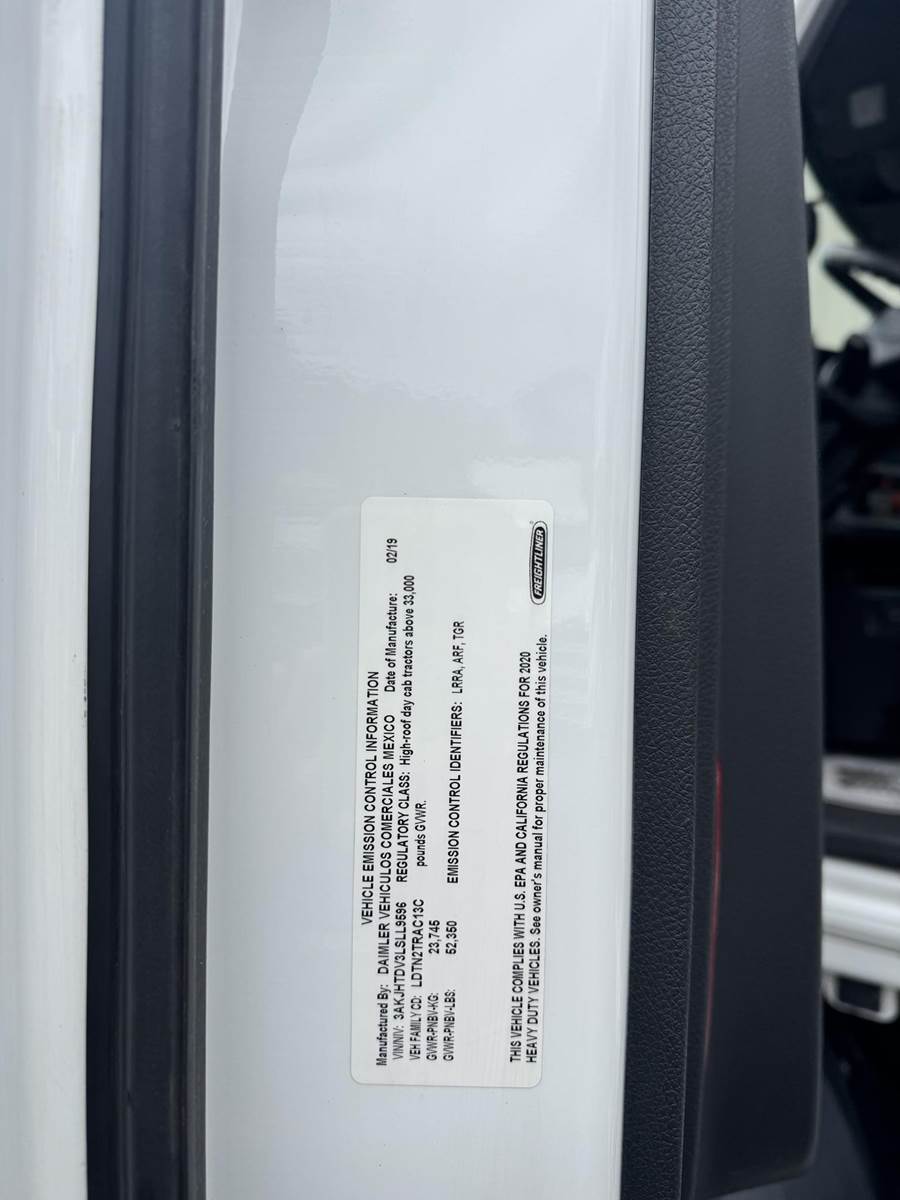 VEHICLE EMISSION CONTROL INFORMATION
Manufactured By: DAIMLER VEHICULOS COMERCIALES MEXICO Date of Manufacture: 02/19
VIN/NIV: 3AKJHTDV3LSLL9596 REGULATORY CLASS: High-roof day cab tractors above 33,000
VEH FAMILY CD: LDTN2TRAC13C pounds GVWR.
GVWR-PNBV-KG: 23,745
GVWR-PNBV-LBS: 52,350 EMISSION CONTROL IDENTIFIERS: LRRA, ARF, TGR
THIS VEHICLE COMPLIES WITH U.S. EPA AND CALIFORNIA REGULATIONS FOR 2020
HEAVY DUTY VEHICLES. See owner's manual for proper maintenance of this vehicle.
FREIGHTLINER